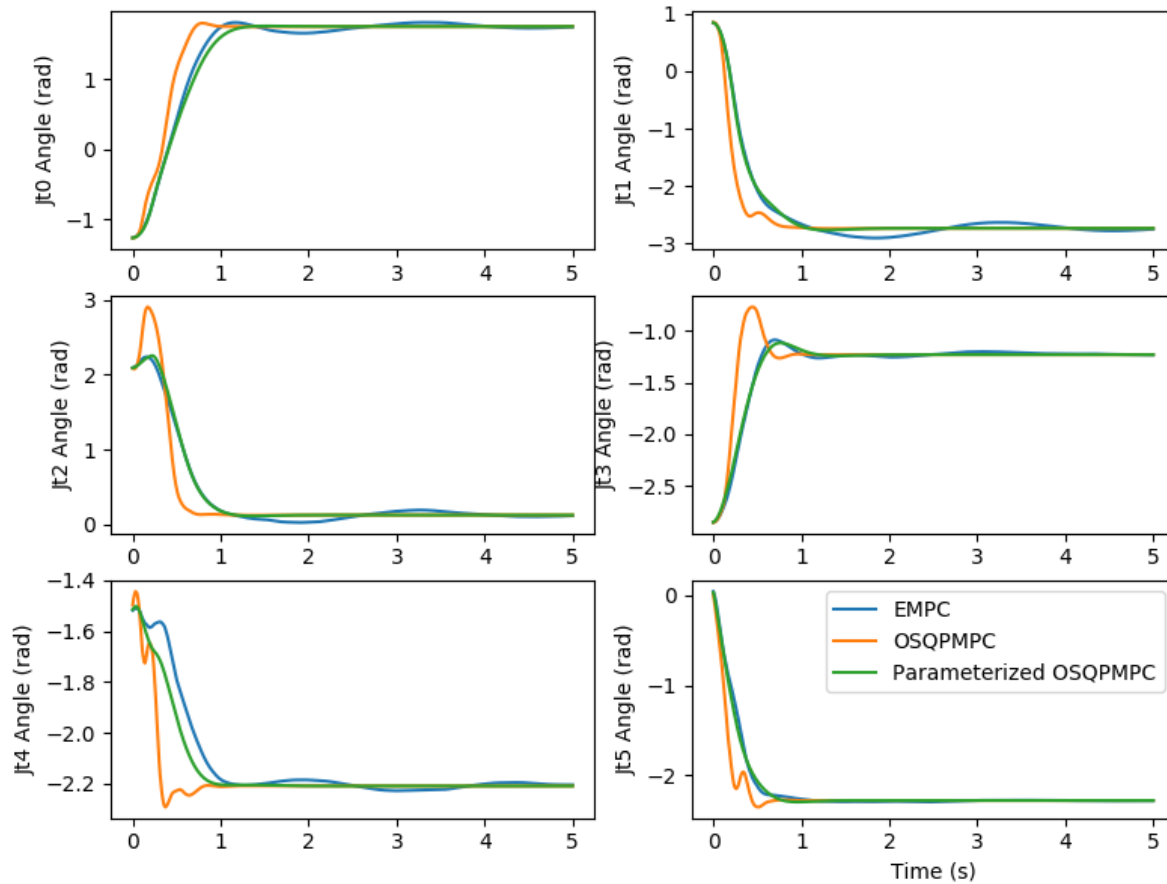 Jt0 Angle (rad)
1
0
−1
0 1 2 3 4 5
Jt1 Angle (rad)
1
0
−1
−2
−3
0 1 2 3 4 5
Jt2 Angle (rad)
3
2
1
0
0 1 2 3 4 5
Jt3 Angle (rad)
−1.0
−1.5
−2.0
−2.5
0 1 2 3 4 5
Jt4 Angle (rad)
−1.4
−1.6
−1.8
−2.0
−2.2
0 1 2 3 4 5
Jt5 Angle (rad)
0
−1
−2
EMPC
OSQPMPC
Parameterized OSQPMPC
0 1 2 3 4 5
Time (s)